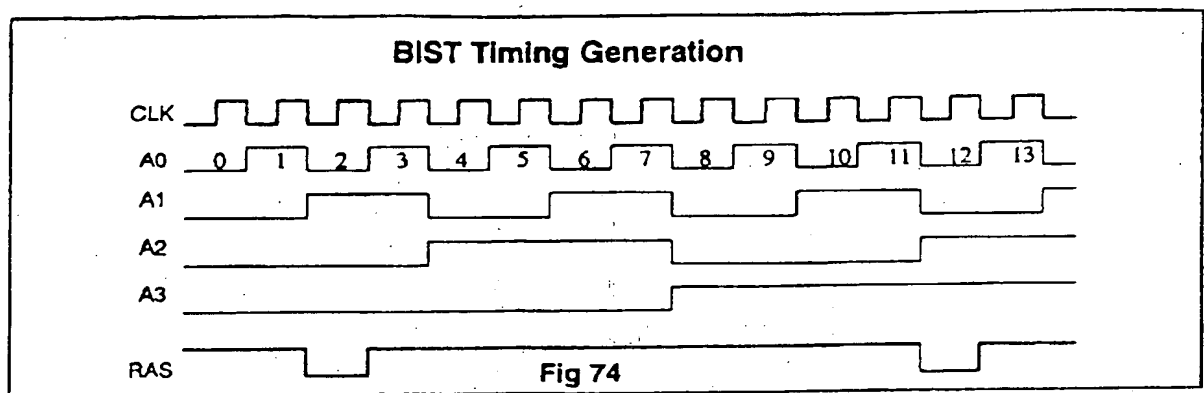 BIST Timing Generation
CLK
A0 0 1 2 3 4 5 6 7 8 9 10 11 12 13
A1
A2
A3
RAS
Fig 74